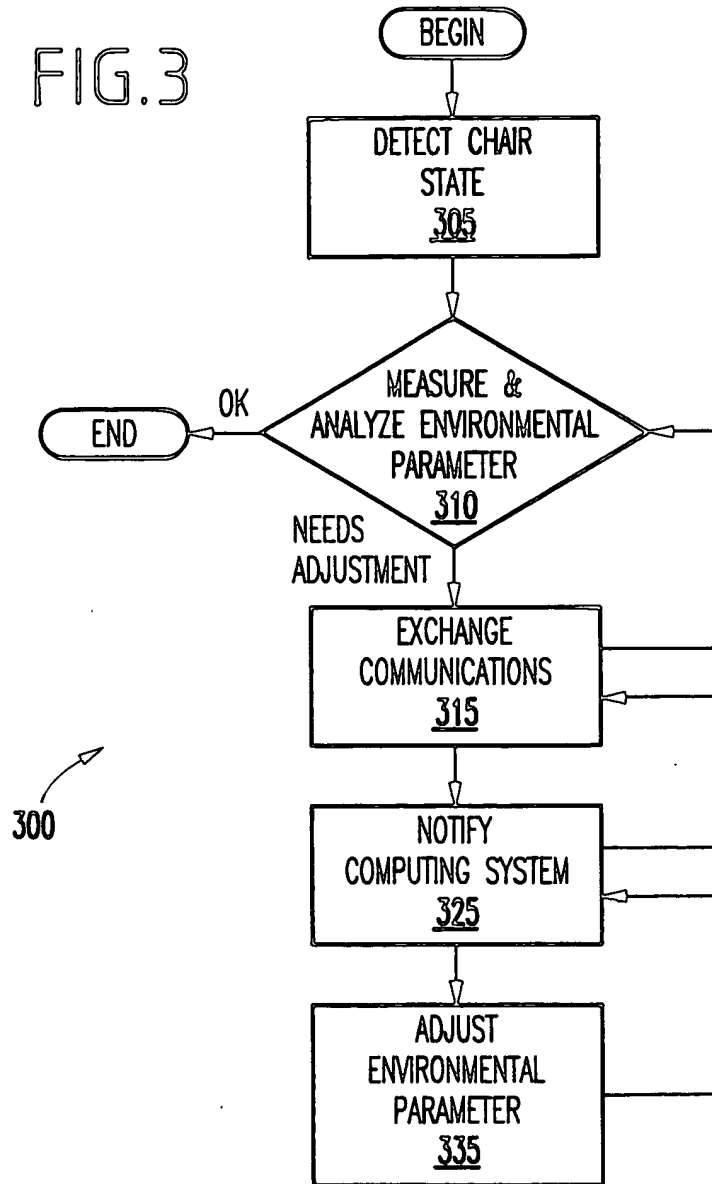 FIG.3
BEGIN
DETECT CHAIR
STATE
305
MEASURE &
ANALYZE ENVIRONMENTAL
PARAMETER
310
OK
END
NEEDS
ADJUSTMENT
EXCHANGE
COMMUNICATIONS
315
300
NOTIFY
COMPUTING SYSTEM
325
ADJUST
ENVIRONMENTAL
PARAMETER
335